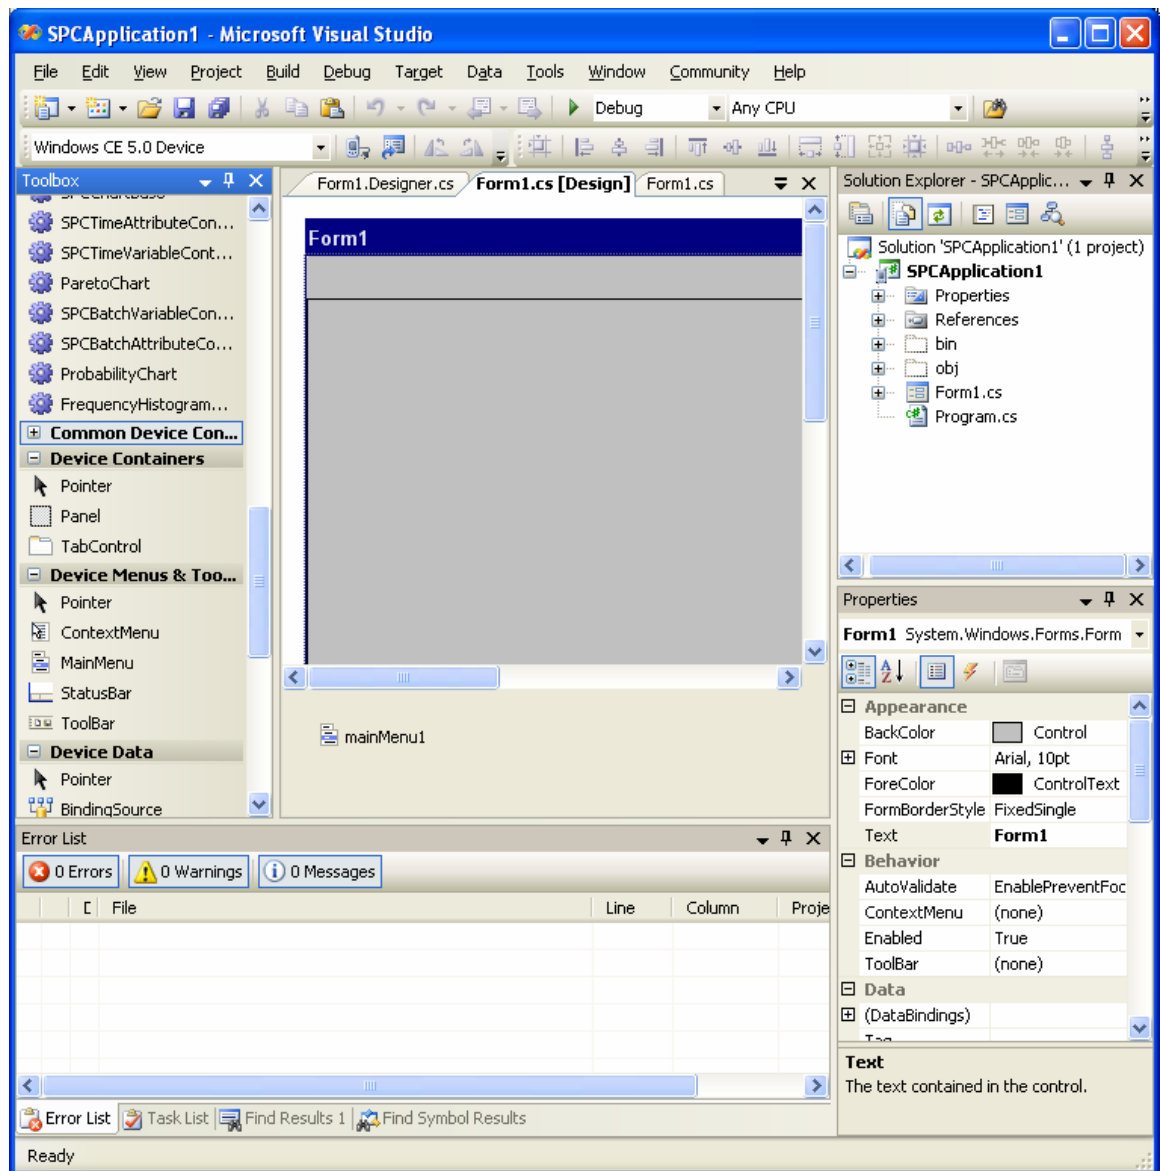 SPCApplication1 - Microsoft Visual Studio
File Edit View Project Build Debug Target Data Tools Window Community Help
Debug Any CPU
Windows CE 5.0 Device
Toolbox
SPCTimeAttributeCon...
SPCTimeVariableCont...
ParetoChart
SPCBatchVariableCon...
SPCBatchAttributeCo...
ProbabilityChart
FrequencyHistogram...
Common Device Con...
Device Containers
Pointer
Panel
TabControl
Device Menus & Too...
Pointer
ContextMenu
MainMenu
StatusBar
ToolBar
Device Data
Pointer
BindingSource
Form1.Designer.cs Form1.cs [Design] Form1.cs
Form1
mainMenu1
Solution Explorer - SPCApplic...
Solution 'SPCApplication1' (1 project)
SPCApplication1
Properties
References
bin
obj
Form1.cs
Program.cs
Properties
Form1 System.Windows.Forms.Form
Appearance
BackColor Control
Font Arial, 10pt
ForeColor ControlText
FormBorderStyle FixedSingle
Text Form1
Behavior
AutoValidate EnablePreventFoc
ContextMenu (none)
Enabled True
ToolBar (none)
Data
(DataBindings)
Text
The text contained in the control.
Error List
0 Errors 0 Warnings 0 Messages
File Line Column Proje
Error List Task List Find Results 1 Find Symbol Results
Ready